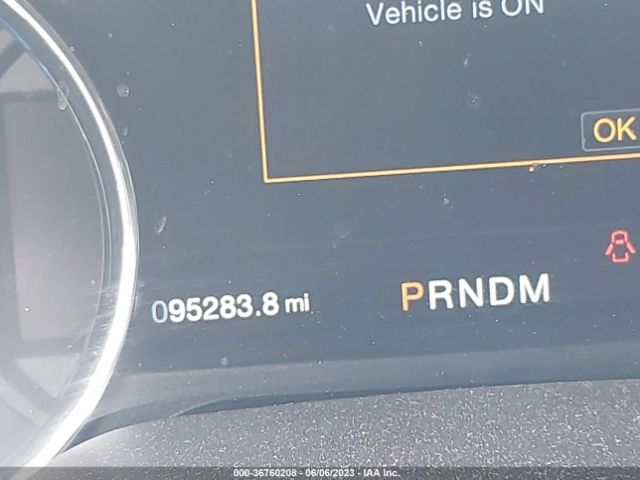 Vehicle is ON
OK
095283.8 mi
PRNDM
000-36760208 - 06/06/2023 - IAA Inc.